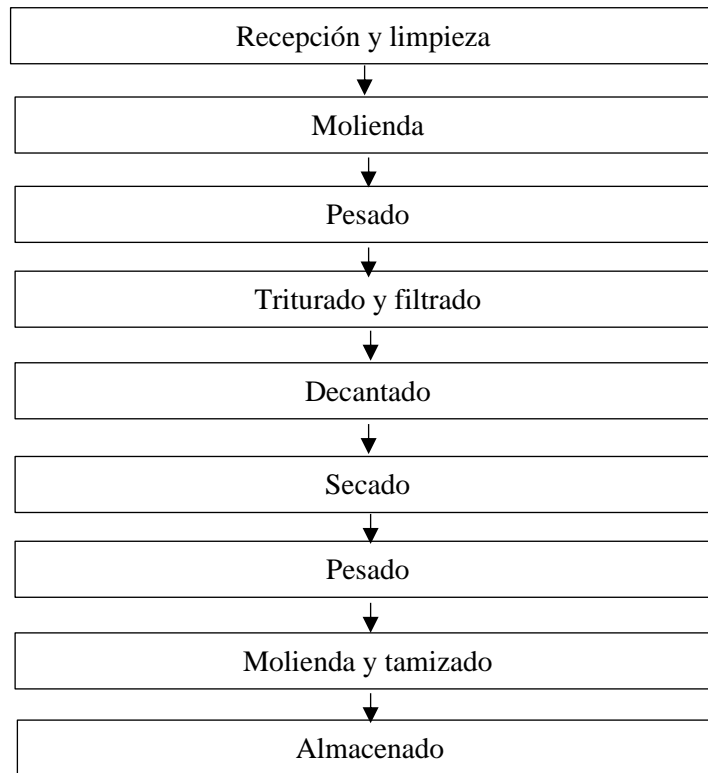 Recepción y limpieza
Molienda
Pesado
Triturado y filtrado
Decantado
Secado
Pesado
Molienda y tamizado
Almacenado